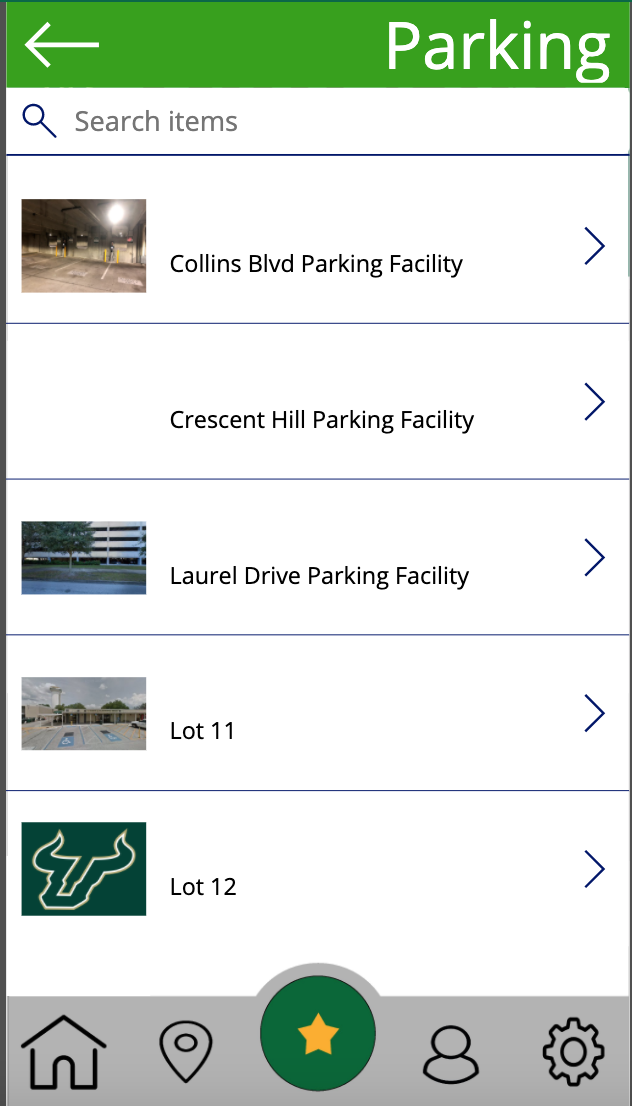 Parking
Search items
Collins Blvd Parking Facility
Crescent Hill Parking Facility
Laurel Drive Parking Facility
Lot 11
Lot 12